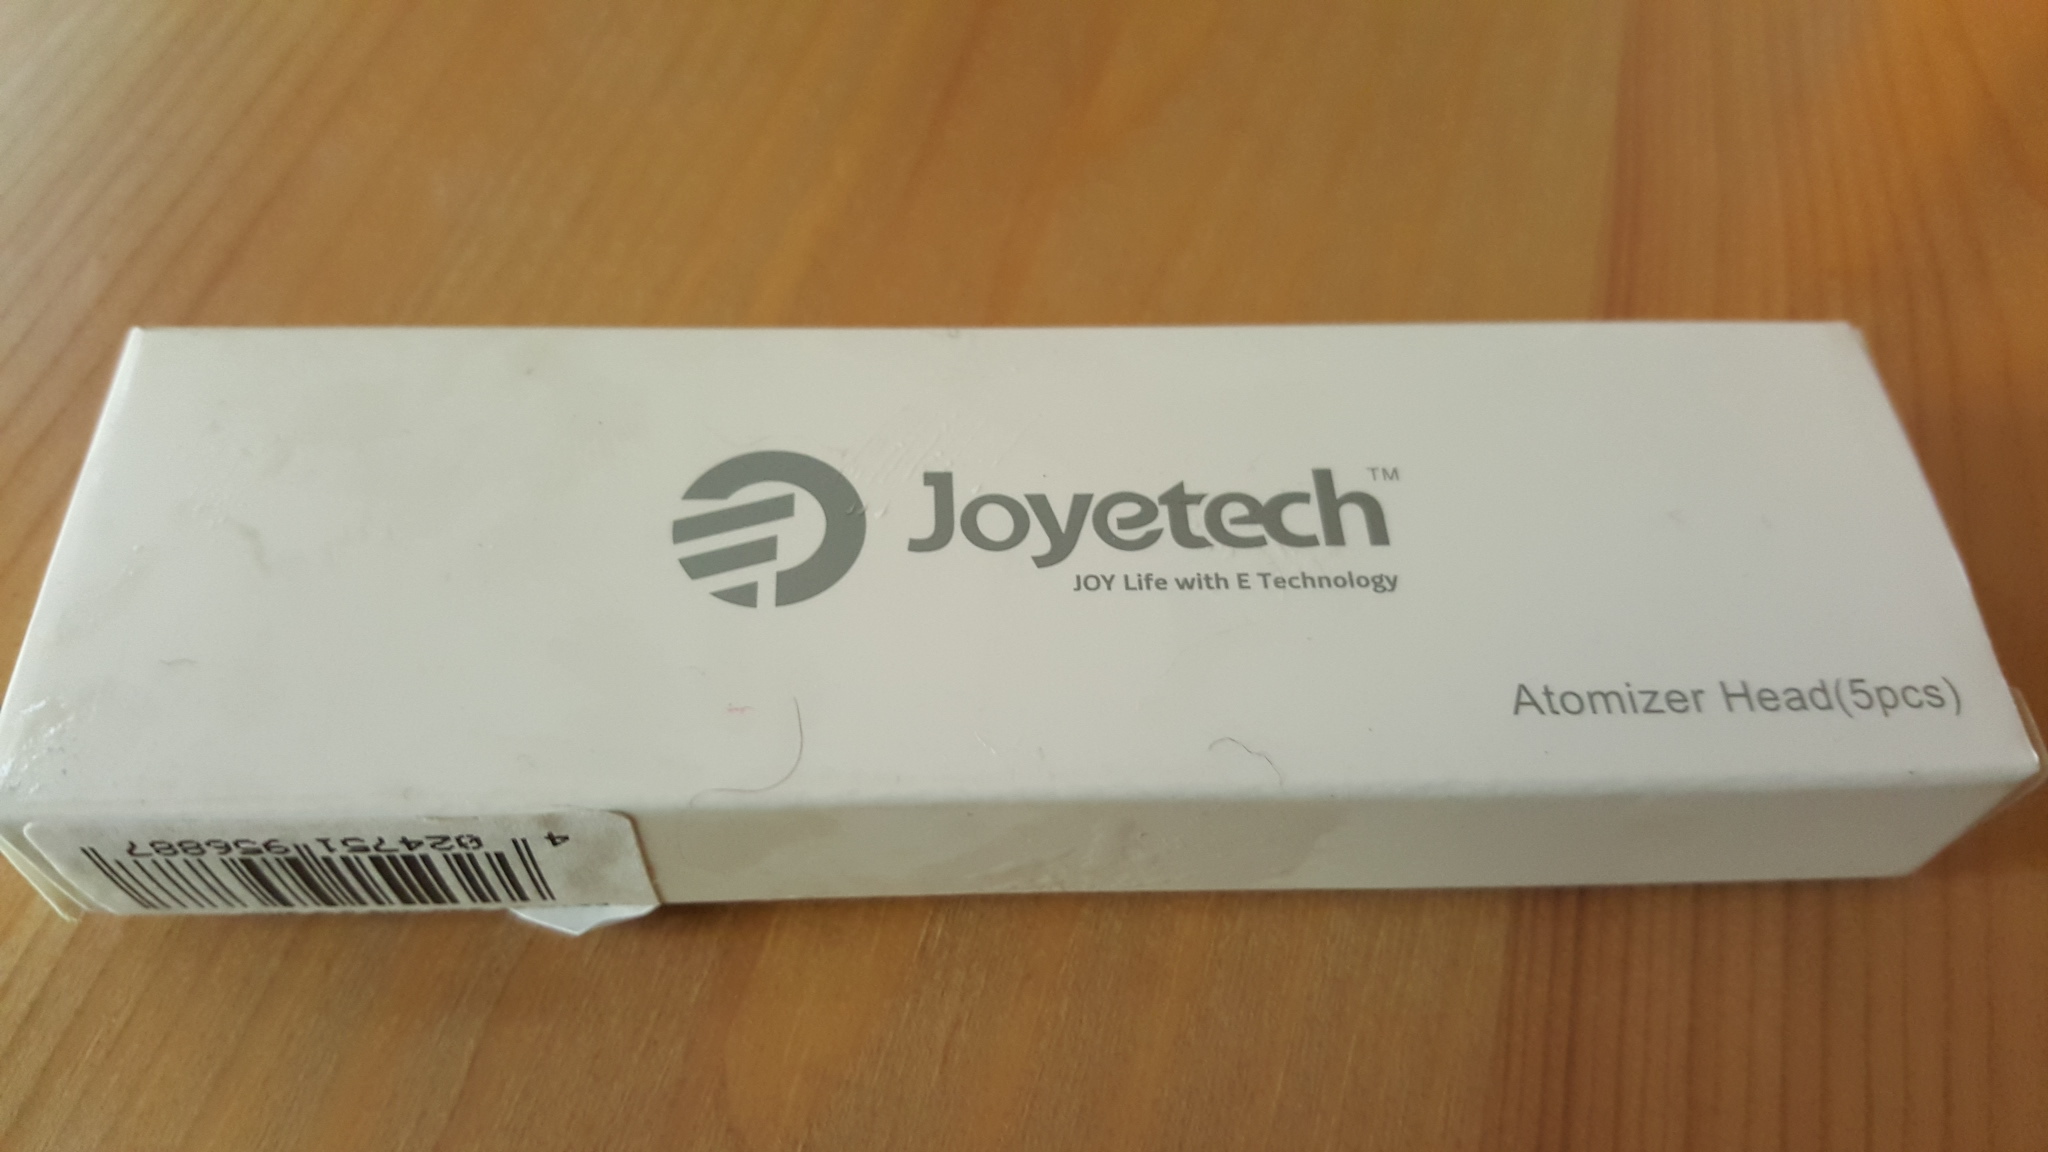 Joyetech™
JOY Life with E Technology
Atomizer Head(5pcs)
4 024751 956887